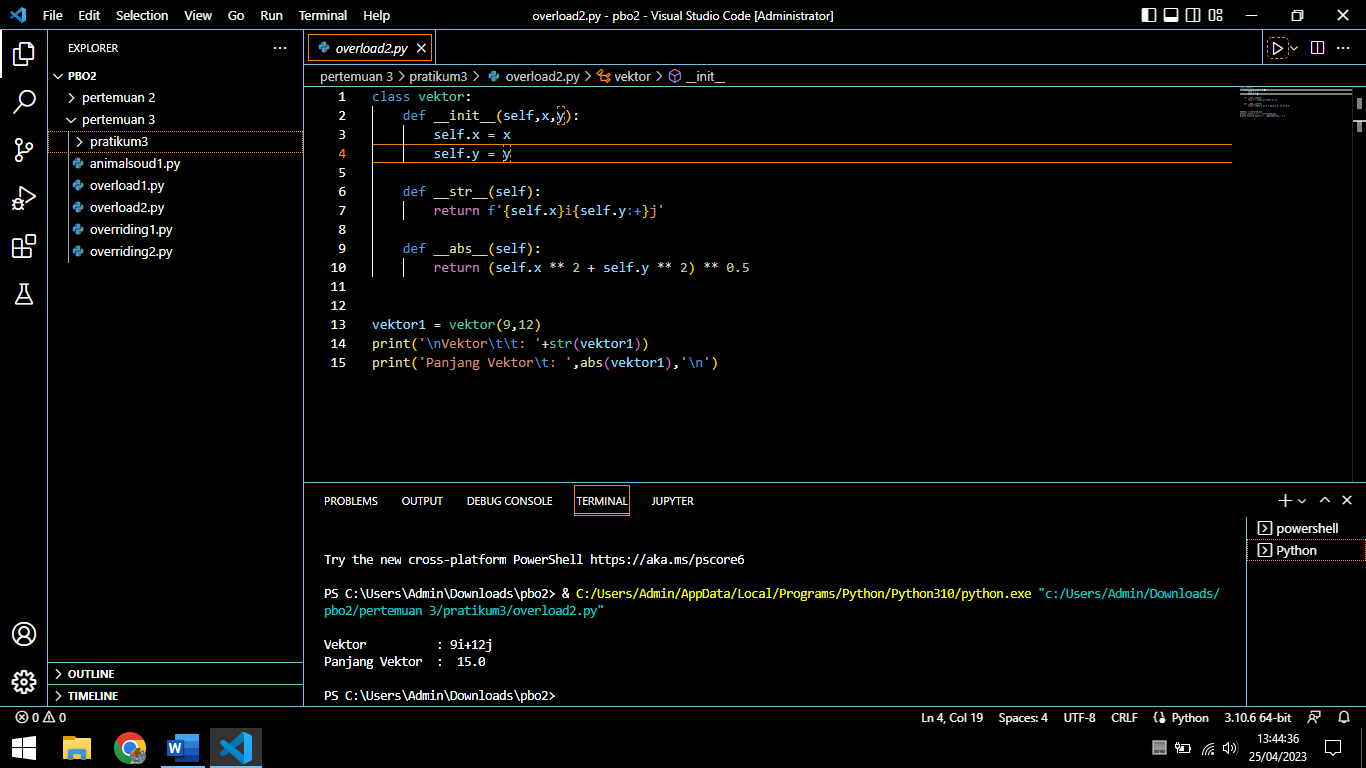 File Edit Selection View Go Run Terminal Help overload2.py - pbo2 - Visual Studio Code [Administrator]
EXPLORER
PBO2
pertemuan 2
pertemuan 3
pratikum3
animalsoud1.py
overload1.py
overload2.py
overriding1.py
overriding2.py
OUTLINE
TIMELINE
overload2.py
pertemuan 3 > pratikum3 > overload2.py > vektor > __init__
1 class vektor:
2     def __init__(self,x,y):
3         self.x = x
4         self.y = y
5
6     def __str__(self):
7         return f'{self.x}i{self.y:+}j'
8
9     def __abs__(self):
10         return (self.x ** 2 + self.y ** 2) ** 0.5
11
12
13 vektor1 = vektor(9,12)
14 print('\nVektor\t\t: '+str(vektor1))
15 print('Panjang Vektor\t: ',abs(vektor1),'\n')
PROBLEMS OUTPUT DEBUG CONSOLE TERMINAL JUPYTER
Try the new cross-platform PowerShell https://aka.ms/pscore6
PS C:\Users\Admin\Downloads\pbo2> & C:/Users/Admin/AppData/Local/Programs/Python/Python310/python.exe "c:/Users/Admin/Downloads/
pbo2/pertemuan 3/pratikum3/overload2.py"
Vektor : 9i+12j
Panjang Vektor :  15.0
PS C:\Users\Admin\Downloads\pbo2>
powershell
Python
0 0 Ln 4, Col 19 Spaces: 4 UTF-8 CRLF Python 3.10.6 64-bit
13:44:36
25/04/2023